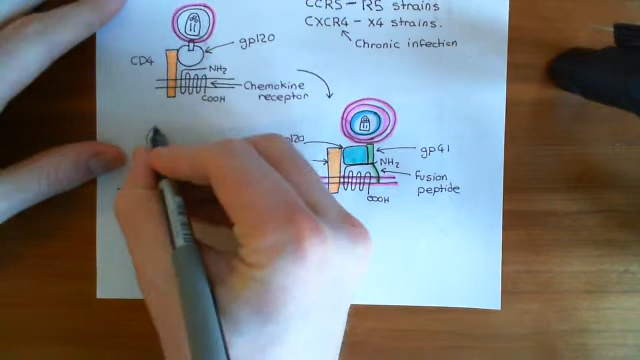 CCR5 - R5 strains
CXCR4 - X4 strains.
Chronic infection
gp120
CD4
NH₂
Chemokine
receptor
COOH
gp41
NH₂
Fusion
peptide
COOH